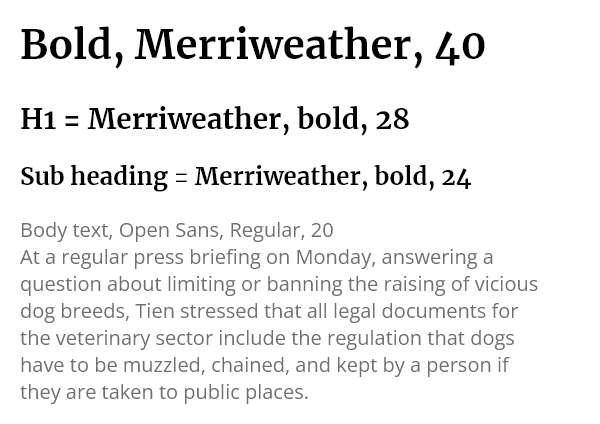 Bold, Merriweather, 40
H1 = Merriweather, bold, 28
Sub heading = Merriweather, bold, 24
Body text, Open Sans, Regular, 20
At a regular press briefing on Monday, answering a
question about limiting or banning the raising of vicious
dog breeds, Tien stressed that all legal documents for
the veterinary sector include the regulation that dogs
have to be muzzled, chained, and kept by a person if
they are taken to public places.